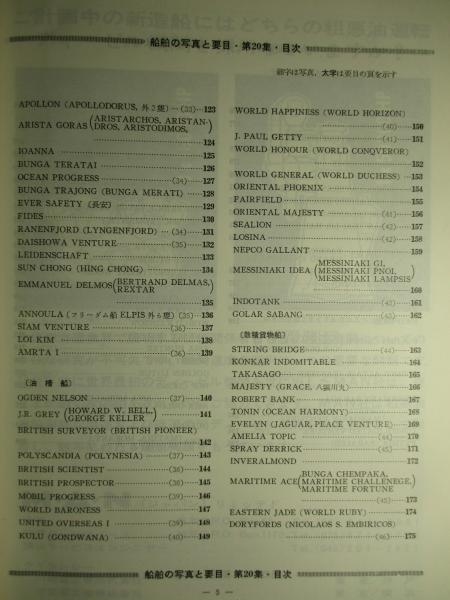 船舶の写真と要目・第20集・目次
細字は写真，太字は要目の頁を示す
APOLLON (APOLLODORUS, 外3隻)…(33)……123
ARISTA GORAS (ARISTARCHOS, ARISTAN-
DROS, ARISTODIMOS,)
……124
IOANNA……125
BUNGA TERATAI……126
OCEAN PROGRESS……(34)……127
BUNGA TRAJONG (BUNGA MERATI)……128
EVER SAFETY (長安)……129
FIDES……130
RANENFJORD (LYNGENFJORD)…(31)……131
DAISHOWA VENTURE……(35)……132
LEIDENSCHAFT……133
SUN CHONG (HING CHONG)……134
EMMANUEL DELMOS (BERTRAND DELMAS,
REXTAR)
……135
ANNOULA (フリーダム船 ELPIS 外6隻)(35)…136
SIAM VENTURE……(36)……137
LOI KIM……138
AMRTA I……(36)……139
〔油槽船〕
OGDEN NELSON……(37)……140
J.R. GREY (HOWARD W. BELL,
GEORGE KELLER)……141
BRITISH SURVEYOR (BRITISH PIONEER)
……142
POLYSCANDIA (POLYNESIA)……(37)……143
BRITISH SCIENTIST……(38)……144
BRITISH PROSPECTOR……(38)……145
MOBIL PROGRESS……(39)……146
WORLD BARONESS……147
UNITED OVERSEAS I……(39)……148
KULU (GONDWANA)……(40)……149
WORLD HAPPINESS (WORLD HORIZON)
……(40)……150
J. PAUL GETTY……(41)……151
WORLD HONOUR (WORLD CONQVEROR)
……152
WORLD GENERAL (WORLD DUCHESS)…153
ORIENTAL PHOENIX……154
FAIRFIELD……155
ORIENTAL MAJESTY……(41)……156
SEALION……(42)……157
LOSINA……(42)……158
NEPCO GALLANT……159
MESSINIAKI IDEA (MESSINIAKI GI,
MESSINIAKI PNOI,
MESSINIAKI LAMPSIS)
……160
INDOTANK……(43)……161
GOLAR SABANG……(43)……162
〔散積貨物船〕
STIRING BRIDGE……(44)……163
KONKAR INDOMITABLE……164
TAKASAGO……165
MAJESTY (GRACE, 八張川丸)……166
ROBERT BANK……167
TONIN (OCEAN HARMONY)……168
EVELYN (JAGUAR, PEACE VENTURE)…169
AMELIA TOPIC……(44)……170
SPRAY DERRICK……(45)……171
INVERALMOND……172
MARITIME ACE (BUNGA CHEMPAKA,
MARITIME CHALLENEGE,
MARITIME FORTUNE)
……(45)……173
EASTERN JADE (WORLD RUBY)……174
DORYFORDS (NICOLAOS S. EMBIRICOS)
……(46)……175
船舶の写真と要目・第20集・目次
— 5 —